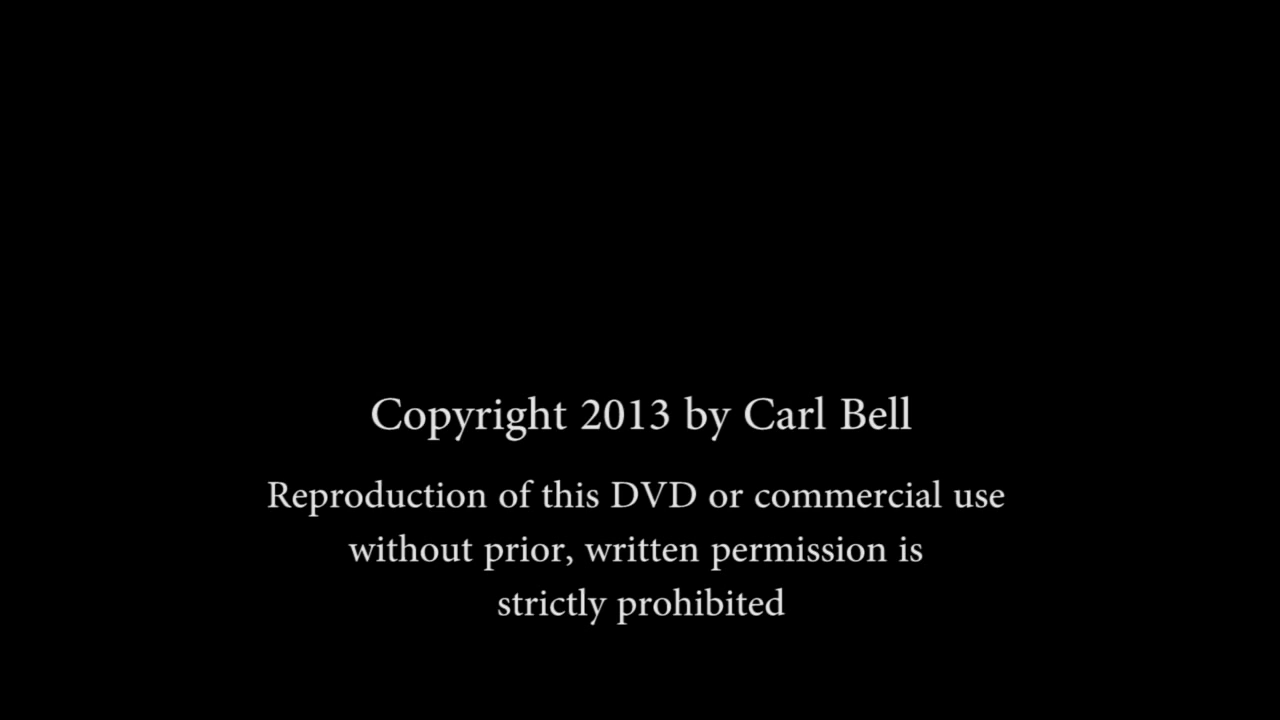 Copyright 2013 by Carl Bell
Reproduction of this DVD or commercial use
without prior, written permission is
strictly prohibited